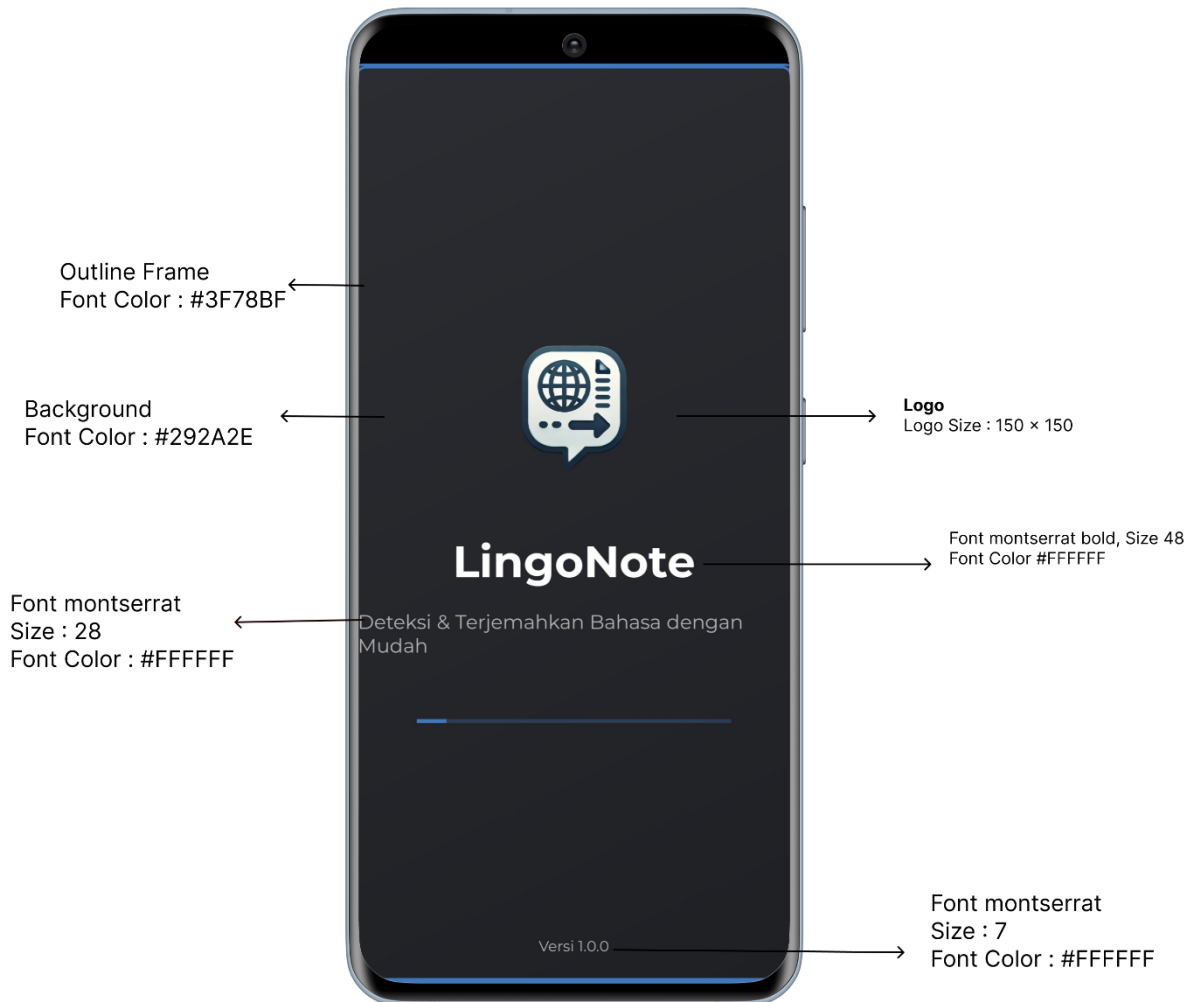 Outline Frame
Font Color : #3F78BF
Background
Font Color : #292A2E
Logo
Logo Size : 150 × 150
Font montserrat bold, Size 48
Font Color #FFFFFF
LingoNote
Font montserrat
Size : 28
Font Color : #FFFFFF
Deteksi & Terjemahkan Bahasa dengan
Mudah
Versi 1.0.0
Font montserrat
Size : 7
Font Color : #FFFFFF